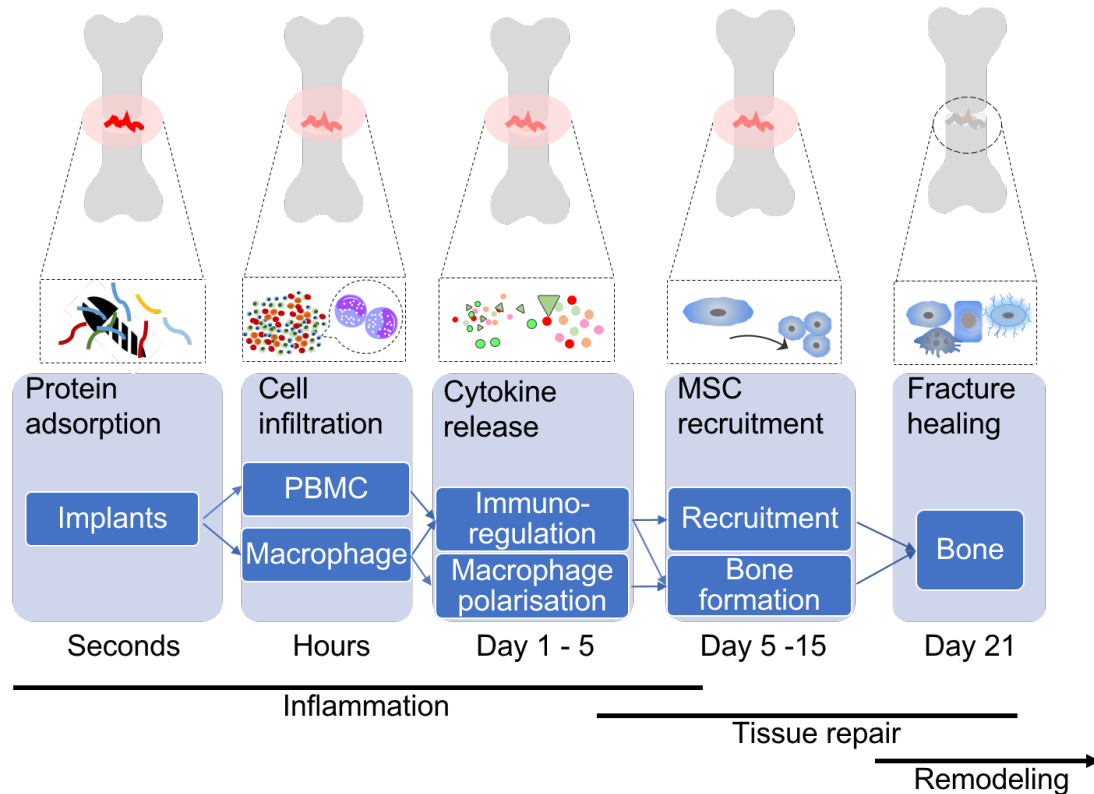 Protein
adsorption
Cell
infiltration
Cytokine
release
MSC
recruitment
Fracture
healing
Implants
PBMC
Macrophage
Immuno-
regulation
Macrophage
polarisation
Recruitment
Bone
formation
Bone
Seconds
Hours
Day 1 - 5
Day 5 -15
Day 21
Inflammation
Tissue repair
Remodeling